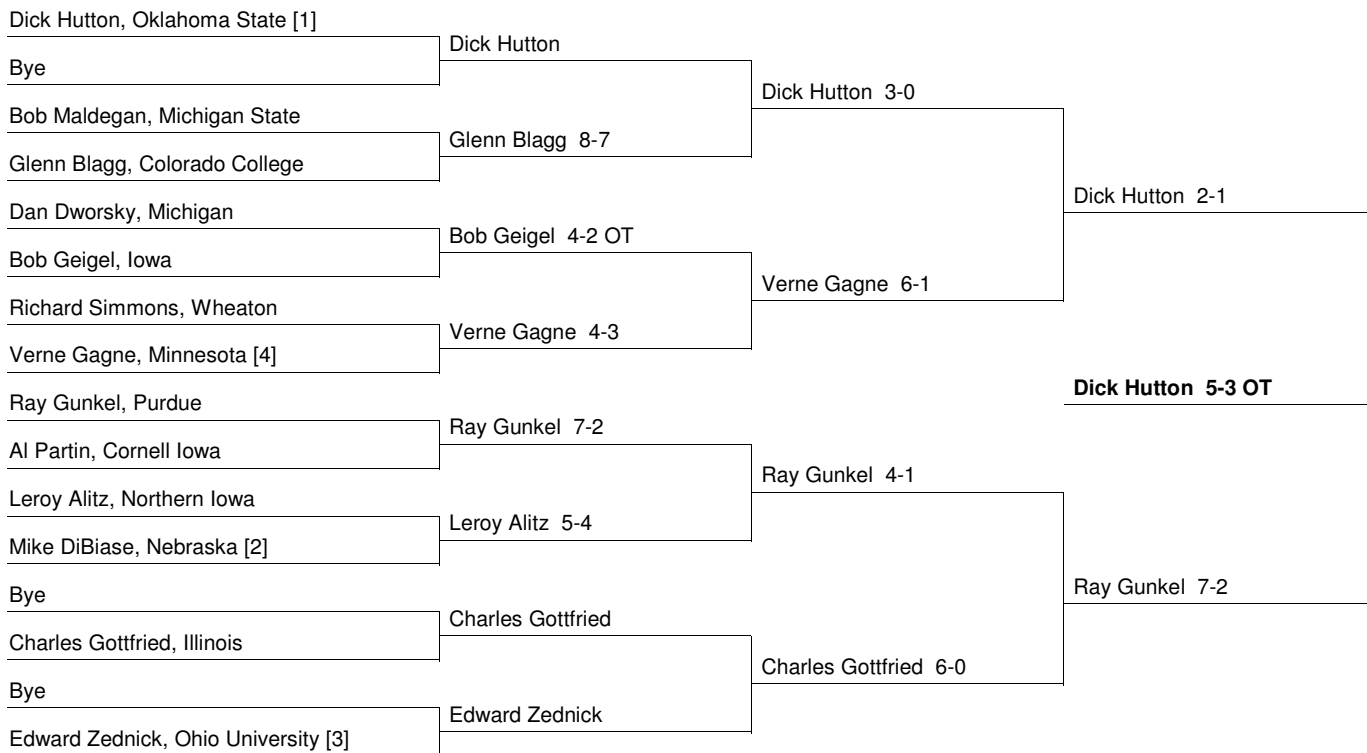 Dick Hutton, Oklahoma State [1]
Bye
Bob Maldegan, Michigan State
Glenn Blagg, Colorado College
Dan Dworsky, Michigan
Bob Geigel, Iowa
Richard Simmons, Wheaton
Verne Gagne, Minnesota [4]
Ray Gunkel, Purdue
Al Partin, Cornell Iowa
Leroy Alitz, Northern Iowa
Mike DiBiase, Nebraska [2]
Bye
Charles Gottfried, Illinois
Bye
Edward Zednick, Ohio University [3]
Dick Hutton
Glenn Blagg 8-7
Bob Geigel 4-2 OT
Verne Gagne 4-3
Ray Gunkel 7-2
Leroy Alitz 5-4
Charles Gottfried
Edward Zednick
Dick Hutton 3-0
Verne Gagne 6-1
Ray Gunkel 4-1
Charles Gottfried 6-0
Dick Hutton 2-1
Ray Gunkel 7-2
Dick Hutton 5-3 OT